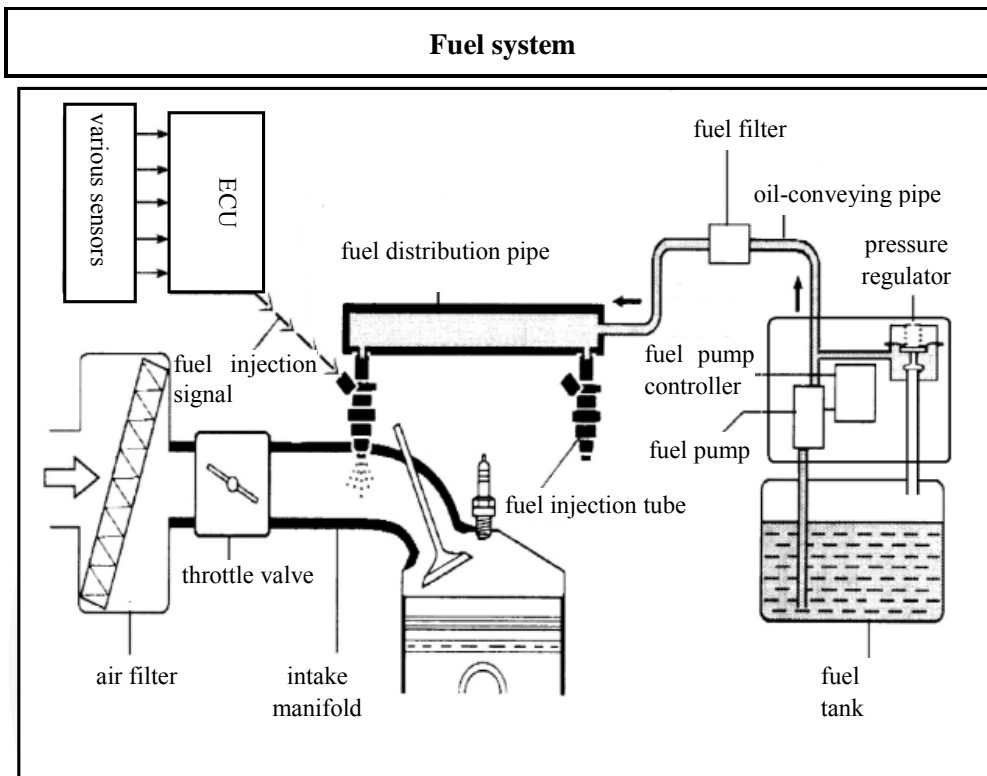 Fuel system
various sensors
ECU
fuel filter
oil-conveying pipe
pressure
regulator
fuel distribution pipe
fuel injection
signal
fuel pump
controller
fuel pump
fuel injection tube
throttle valve
air filter
intake
manifold
fuel
tank